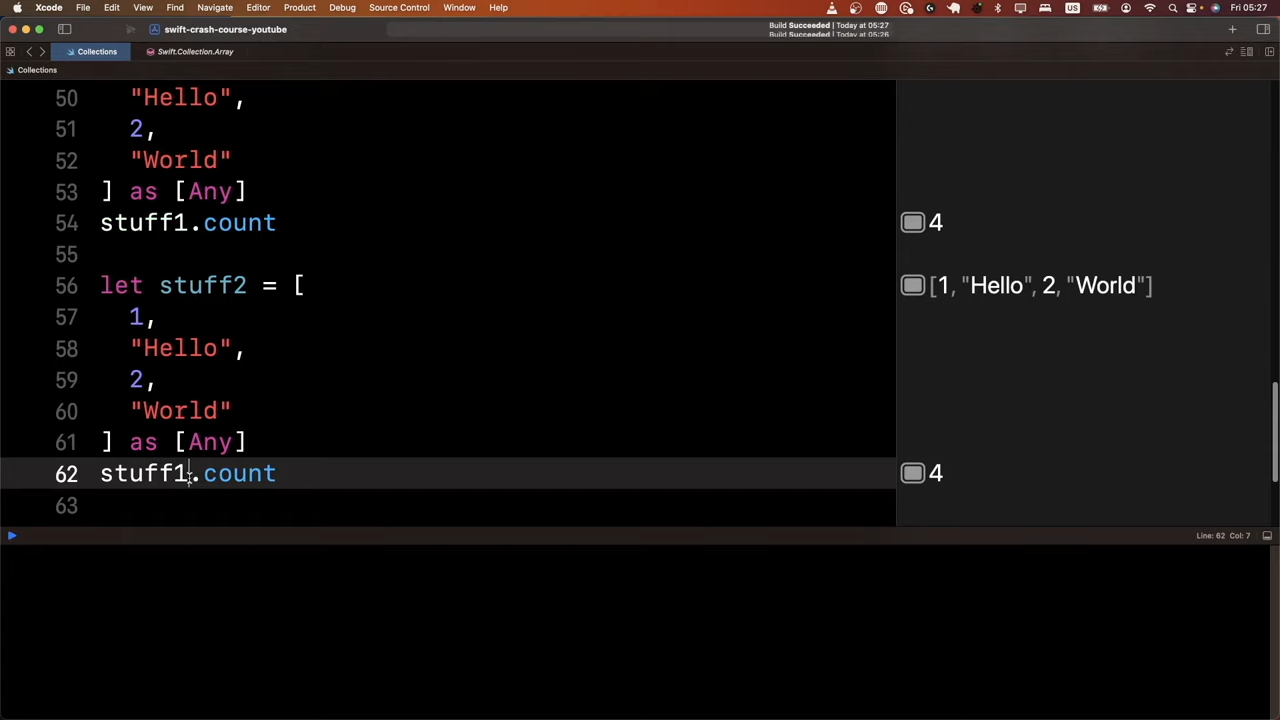 Xcode File Edit View Find Navigate Editor Product Debug Source Control Window Help US Fri 05:27
swift-crash-course-youtube
Build Succeeded | Today at 05:27
Build Succeeded | Today at 05:26
Collections Swift.Collection.Array
Collections
50 "Hello",
51 2,
52 "World"
53 ] as [Any]
54 stuff1.count 4
55
56 let stuff2 = [ [1, "Hello", 2, "World"]
57 1,
58 "Hello",
59 2,
60 "World"
61 ] as [Any]
62 stuff1.count 4
63
Line: 62 Col: 7